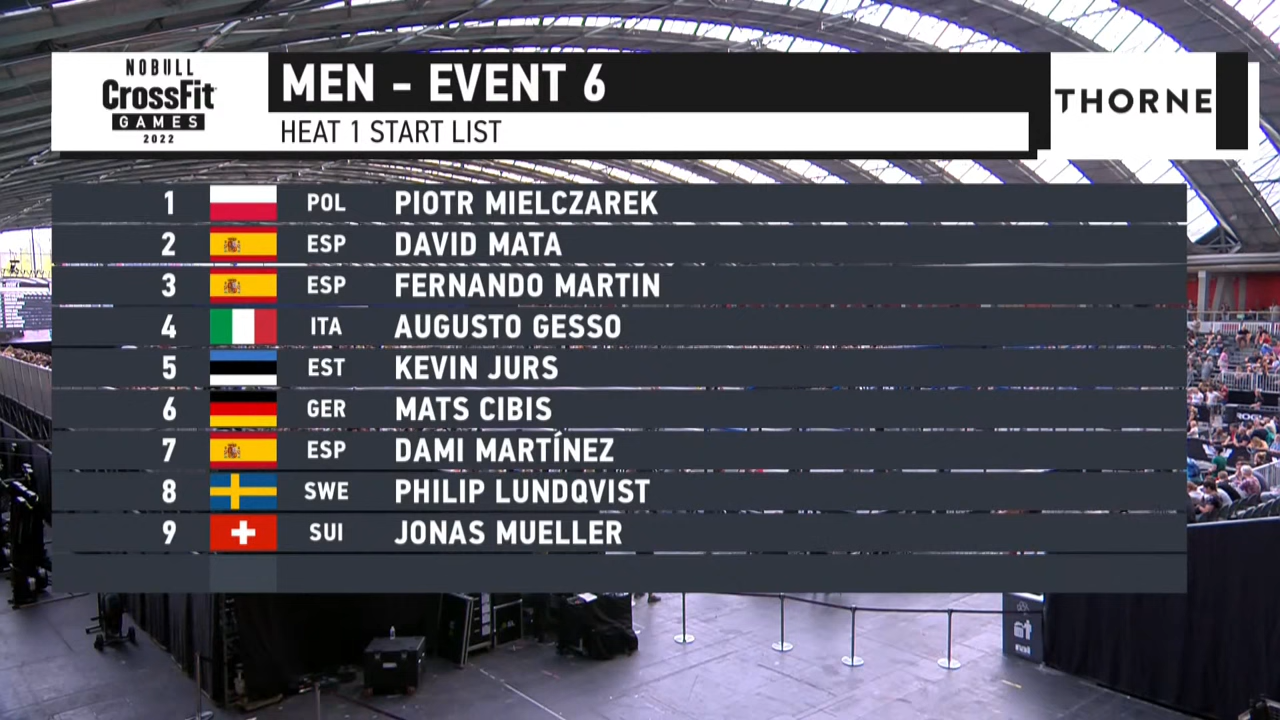 NOBULL
CrossFit
GAMES
2022
MEN - EVENT 6
HEAT 1 START LIST
THORNE
1 POL PIOTR MIELCZAREK
2 ESP DAVID MATA
3 ESP FERNANDO MARTIN
4 ITA AUGUSTO GESSO
5 EST KEVIN JURS
6 GER MATS CIBIS
7 ESP DAMI MARTÍNEZ
8 SWE PHILIP LUNDQVIST
9 SUI JONAS MUELLER